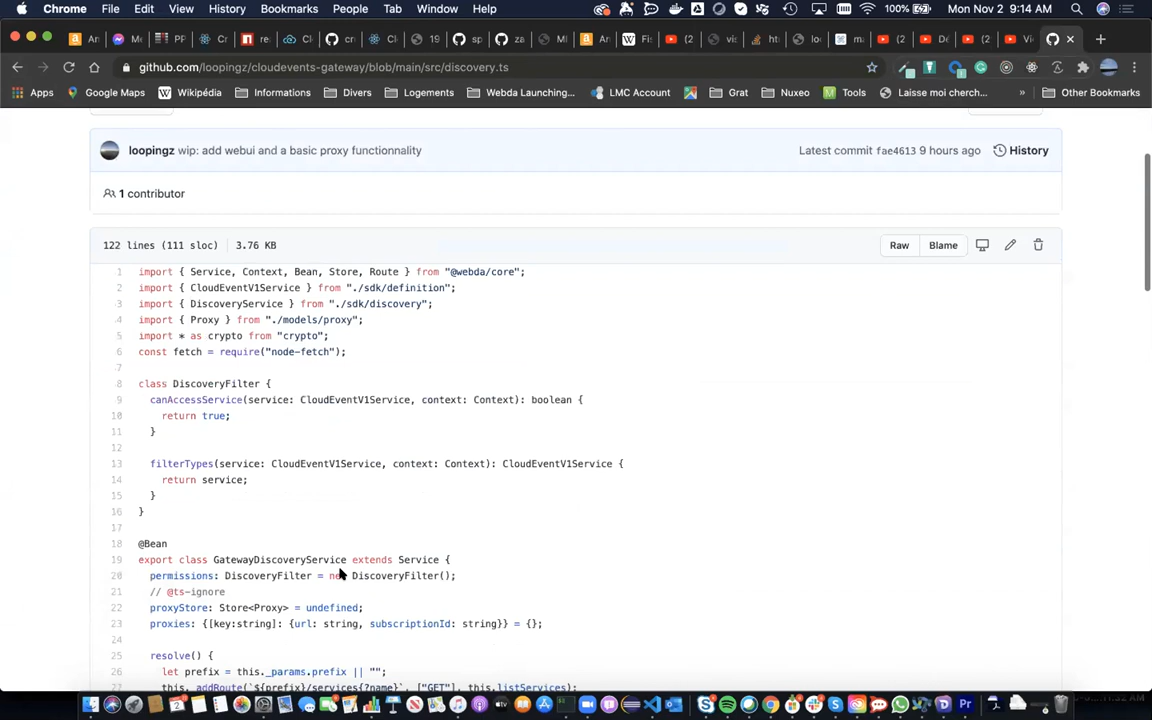 Chrome File Edit View History Bookmarks People Tab Window Help 100% Mon Nov 2 9:14 AM
github.com/loopingz/cloudevents-gateway/blob/main/src/discovery.ts
Apps Google Maps Wikipédia Informations Divers Logements Webda Launching... LMC Account Grat Nuxeo Tools Laisse moi cherch... » Other Bookmarks
loopingz wip: add webui and a basic proxy functionnality Latest commit fae4613 9 hours ago History
1 contributor
122 lines (111 sloc) 3.76 KB Raw Blame
1 import { Service, Context, Bean, Store, Route } from "@webda/core";
2 import { CloudEventV1Service } from "./sdk/definition";
3 import { DiscoveryService } from "./sdk/discovery";
4 import { Proxy } from "./models/proxy";
5 import * as crypto from "crypto";
6 const fetch = require("node-fetch");
7
8 class DiscoveryFilter {
9 canAccessService(service: CloudEventV1Service, context: Context): boolean {
10 return true;
11 }
12
13 filterTypes(service: CloudEventV1Service, context: Context): CloudEventV1Service {
14 return service;
15 }
16 }
17
18 @Bean
19 export class GatewayDiscoveryService extends Service {
20 permissions: DiscoveryFilter = new DiscoveryFilter();
21 // @ts-ignore
22 proxyStore: Store<Proxy> = undefined;
23 proxies: {[key:string]: {url: string, subscriptionId: string}} = {};
24
25 resolve() {
26 let prefix = this._params.prefix || "";
27 this._addRoute(`${prefix}/services{?name}`, ["GET"], this.listServices);